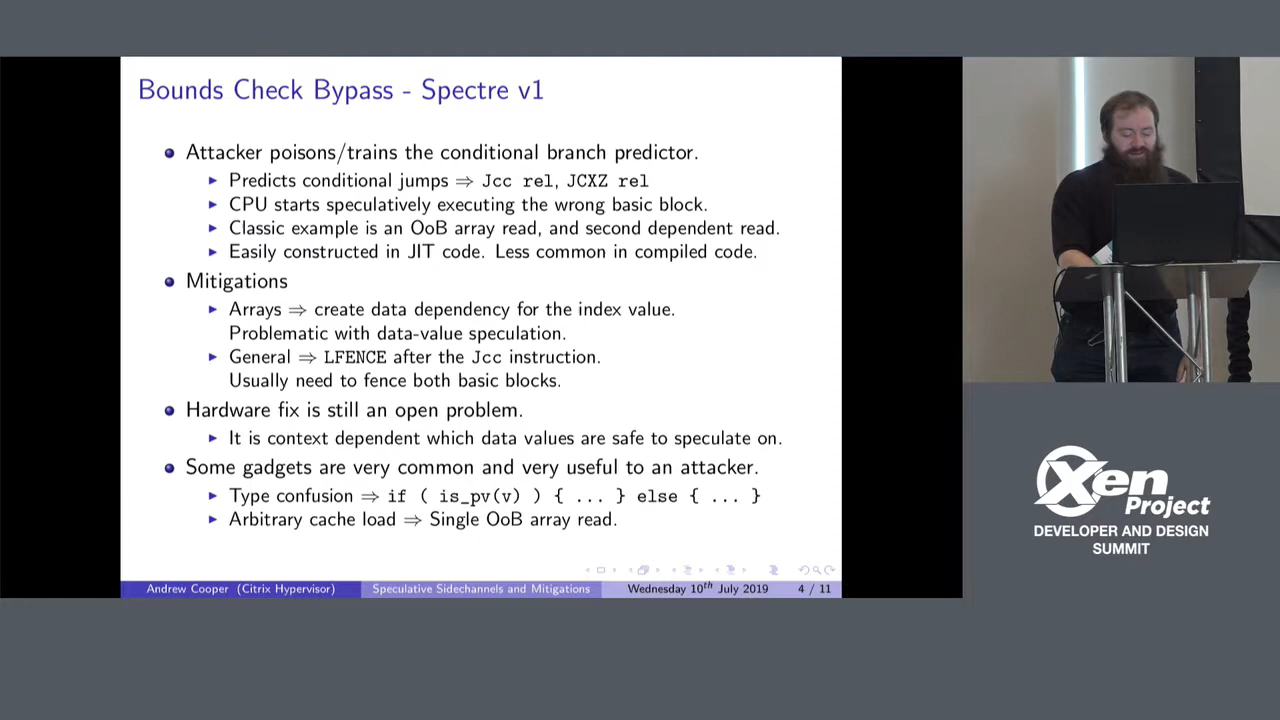 Bounds Check Bypass - Spectre v1
Attacker poisons/trains the conditional branch predictor.
Predicts conditional jumps ⇒ Jcc rel, JCXZ rel
CPU starts speculatively executing the wrong basic block.
Classic example is an OoB array read, and second dependent read.
Easily constructed in JIT code. Less common in compiled code.
Mitigations
Arrays ⇒ create data dependency for the index value.
Problematic with data-value speculation.
General ⇒ LFENCE after the Jcc instruction.
Usually need to fence both basic blocks.
Hardware fix is still an open problem.
It is context dependent which data values are safe to speculate on.
Some gadgets are very common and very useful to an attacker.
Type confusion ⇒ if ( is_pv(v) ) { ... } else { ... }
Arbitrary cache load ⇒ Single OoB array read.
Andrew Cooper (Citrix Hypervisor) Speculative Sidechannels and Mitigations Wednesday 10th July 2019 4 / 11
Xen
Project
DEVELOPER AND DESIGN
SUMMIT